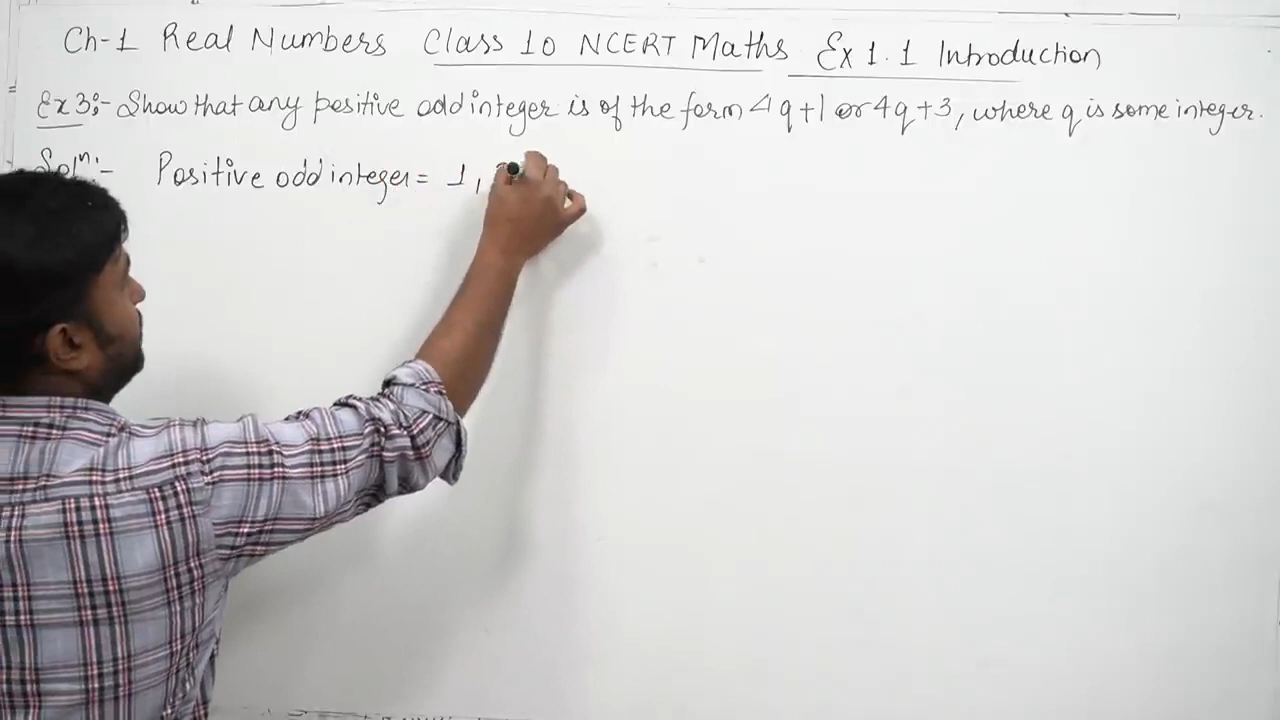 Ch-1 Real Numbers Class 10 NCERT Maths Ex 1.1 Introduction
Ex 3:- Show that any positive odd integer is of the form 4q+1 or 4q+3, where q is some integer.
Solⁿ:- Positive odd integer = 1,